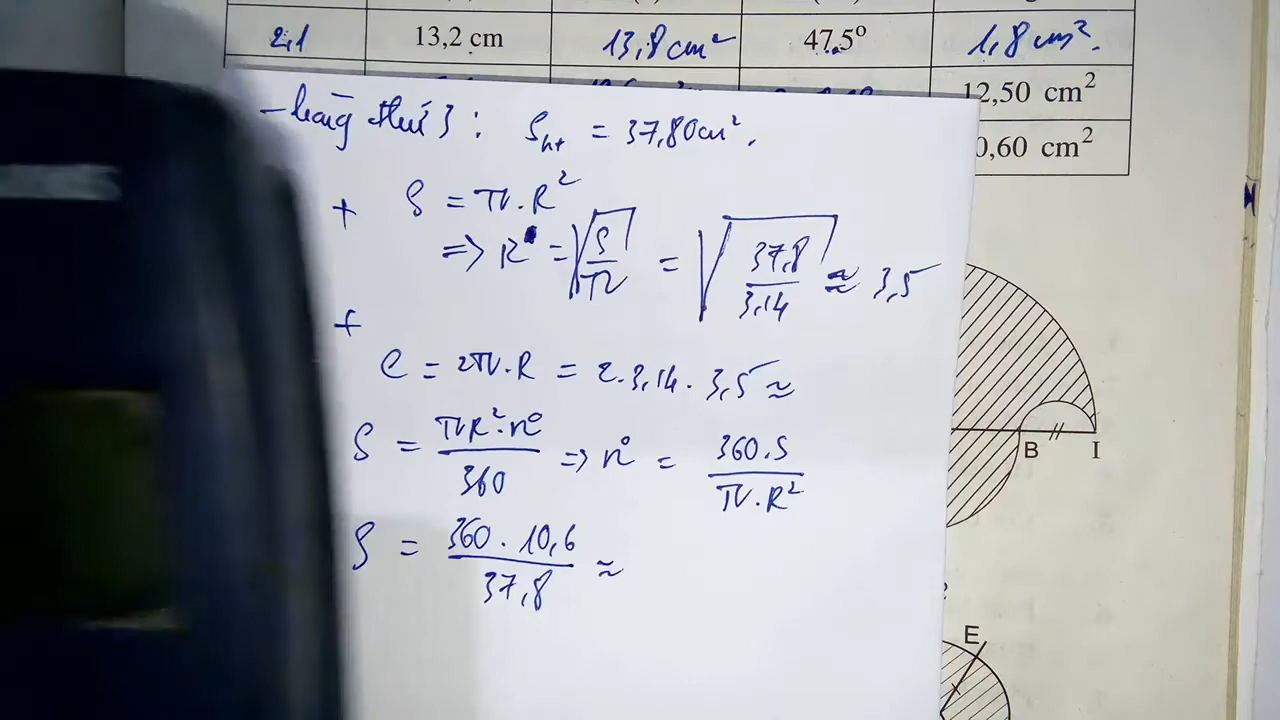 2,1 13,2 cm 13,8 cm² 47,5° 1,8 cm².
12,50 cm²
0,60 cm²
- hàng thứ 3 : Sht = 37,80 cm².
+ S = π.R²
=> R = √(S/π) = √(37,8/3,14) ≈ 3,5
+
C = 2π.R = 2.3,14.3,5 ≈
S = πR².n°/360 => n° = 360.S/π.R²
S = 360.10,6/37,8 ≈
B I
E